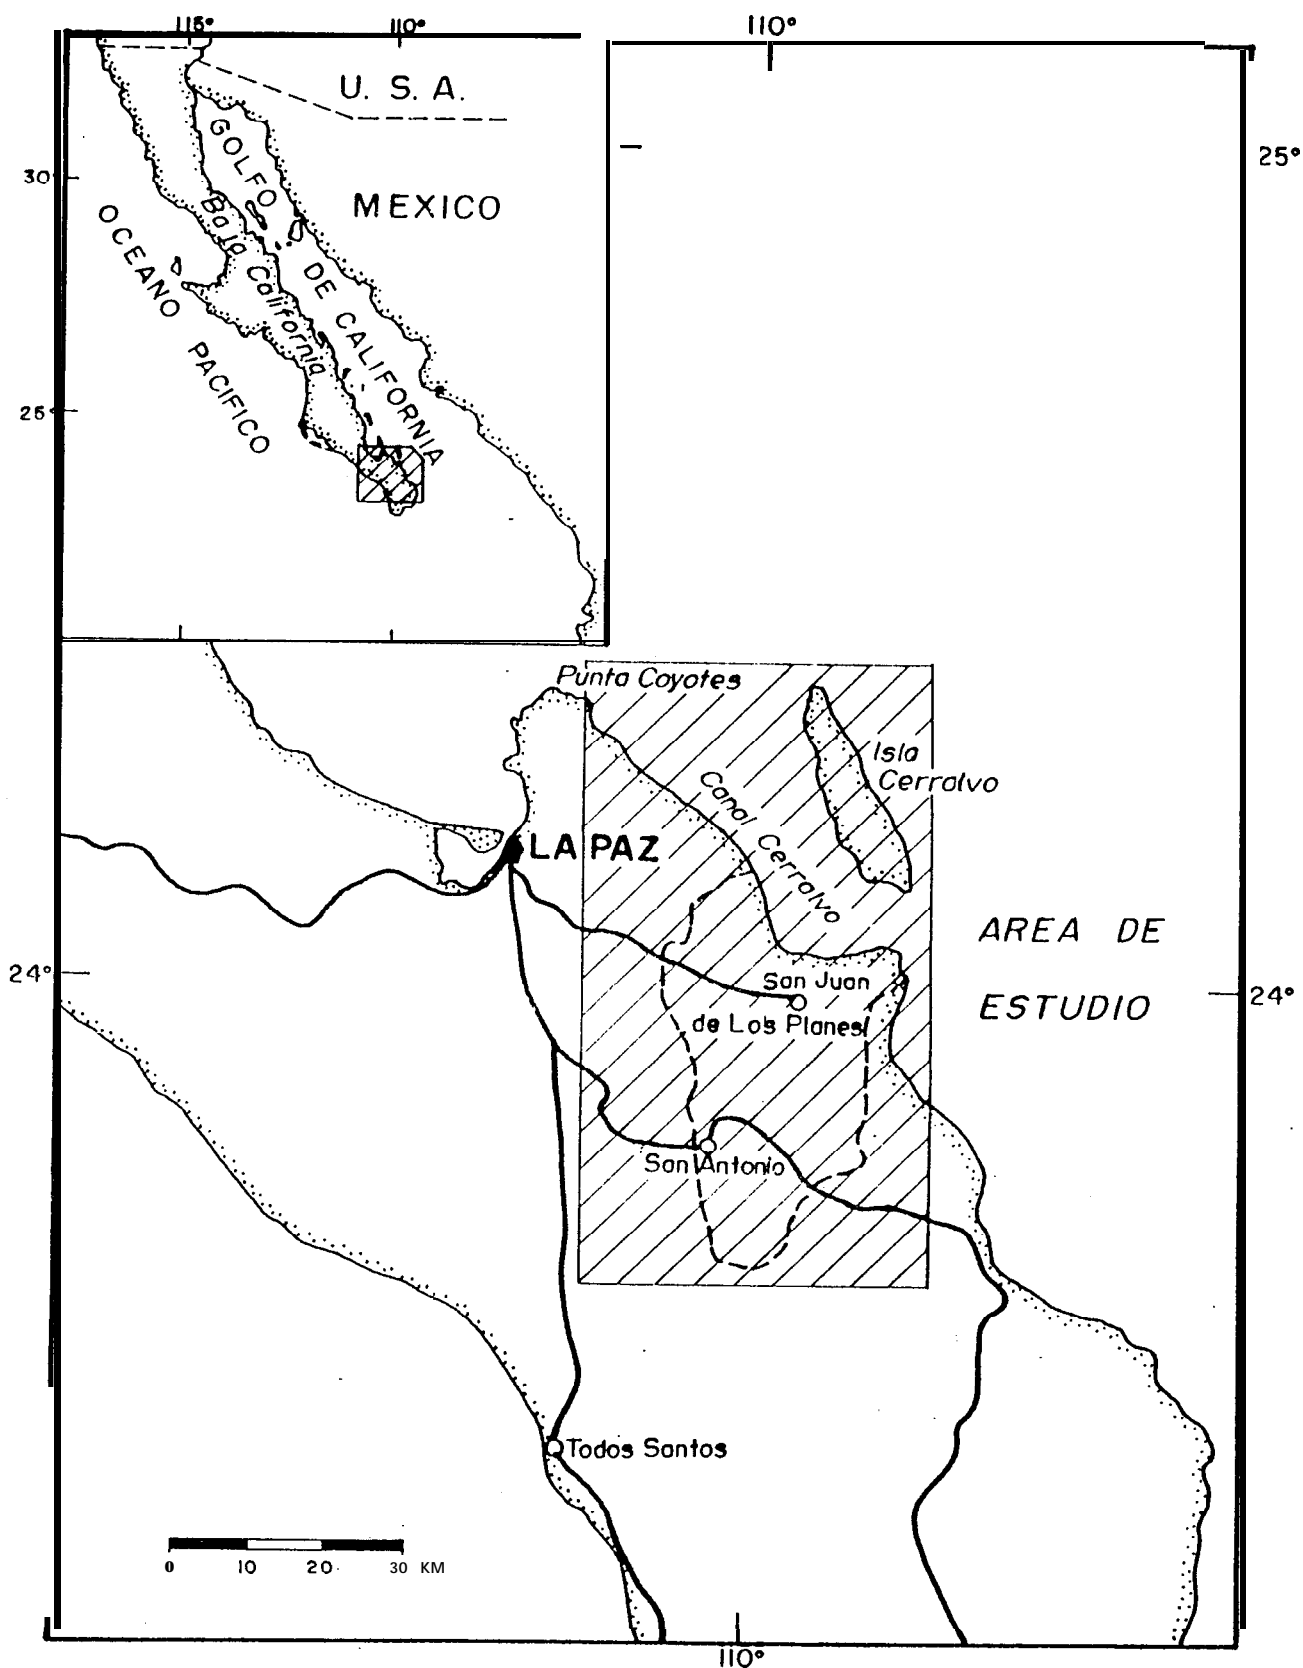 115° 110°
110°
U. S. A.
25°
30°
GOLFO
MEXICO
Baja California
OCEANO PACIFICO
DE CALIFORNIA
25°
Punta Coyotes
Isla
Cerralvo
Canal Cerralvo
LA PAZ
AREA DE
24°
San Juan
24°
ESTUDIO
de Los Planes
San Antonio
Todos Santos
0 10 20 30 KM
110°